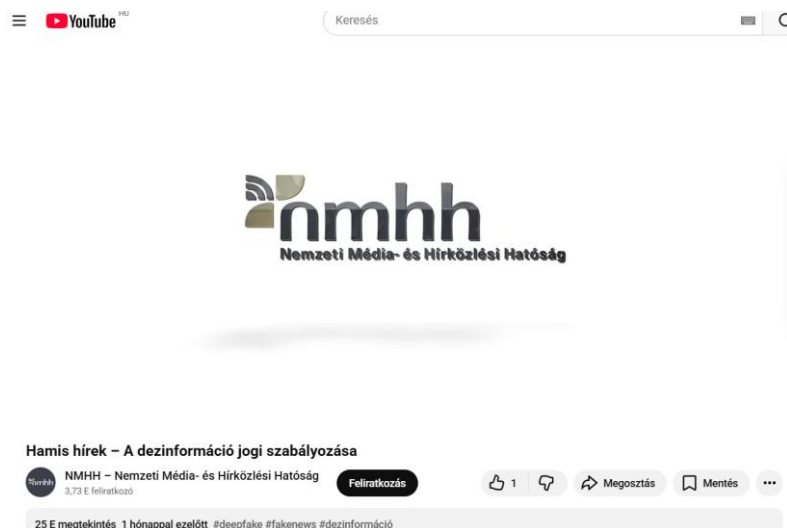 YouTube HU
Keresés
nmhh
Nemzeti Média- és Hírközlési Hatóság
Hamis hírek – A dezinformáció jogi szabályozása
nmhh
NMHH – Nemzeti Média- és Hírközlési Hatóság
3,73 E feliratkozó
Feliratkozás
1
Megosztás
Mentés
25 E megtekintés 1 hónappal ezelőtt #deepfake #fakenews #dezinformáció